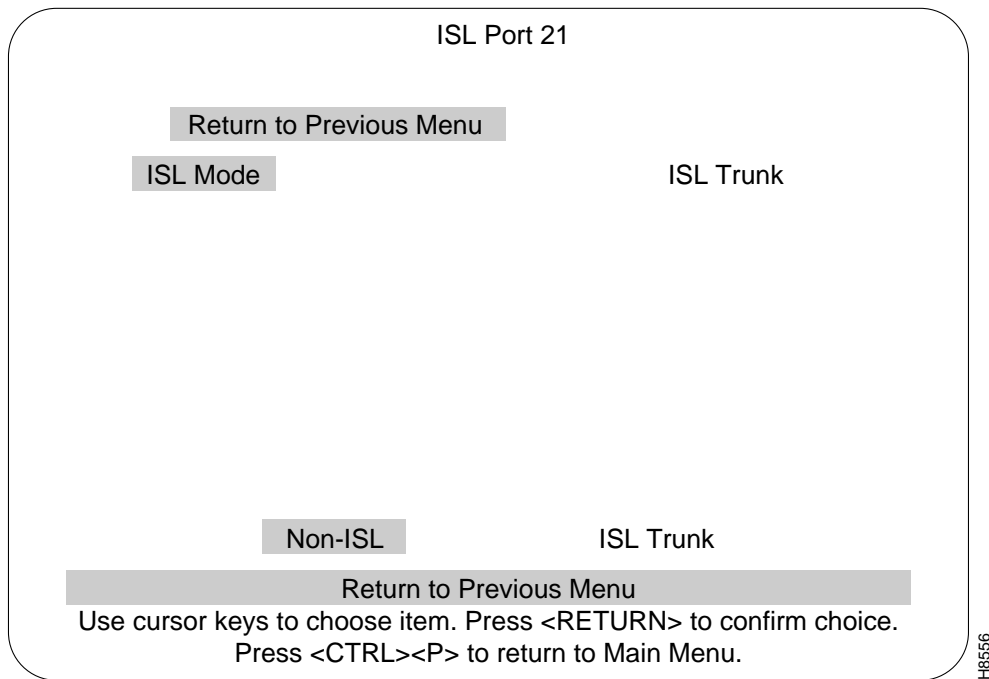 ISL Port 21
Return to Previous Menu
ISL Mode ISL Trunk
Non-ISL ISL Trunk
Return to Previous Menu
Use cursor keys to choose item. Press <RETURN> to confirm choice.
Press <CTRL><P> to return to Main Menu.
H8556